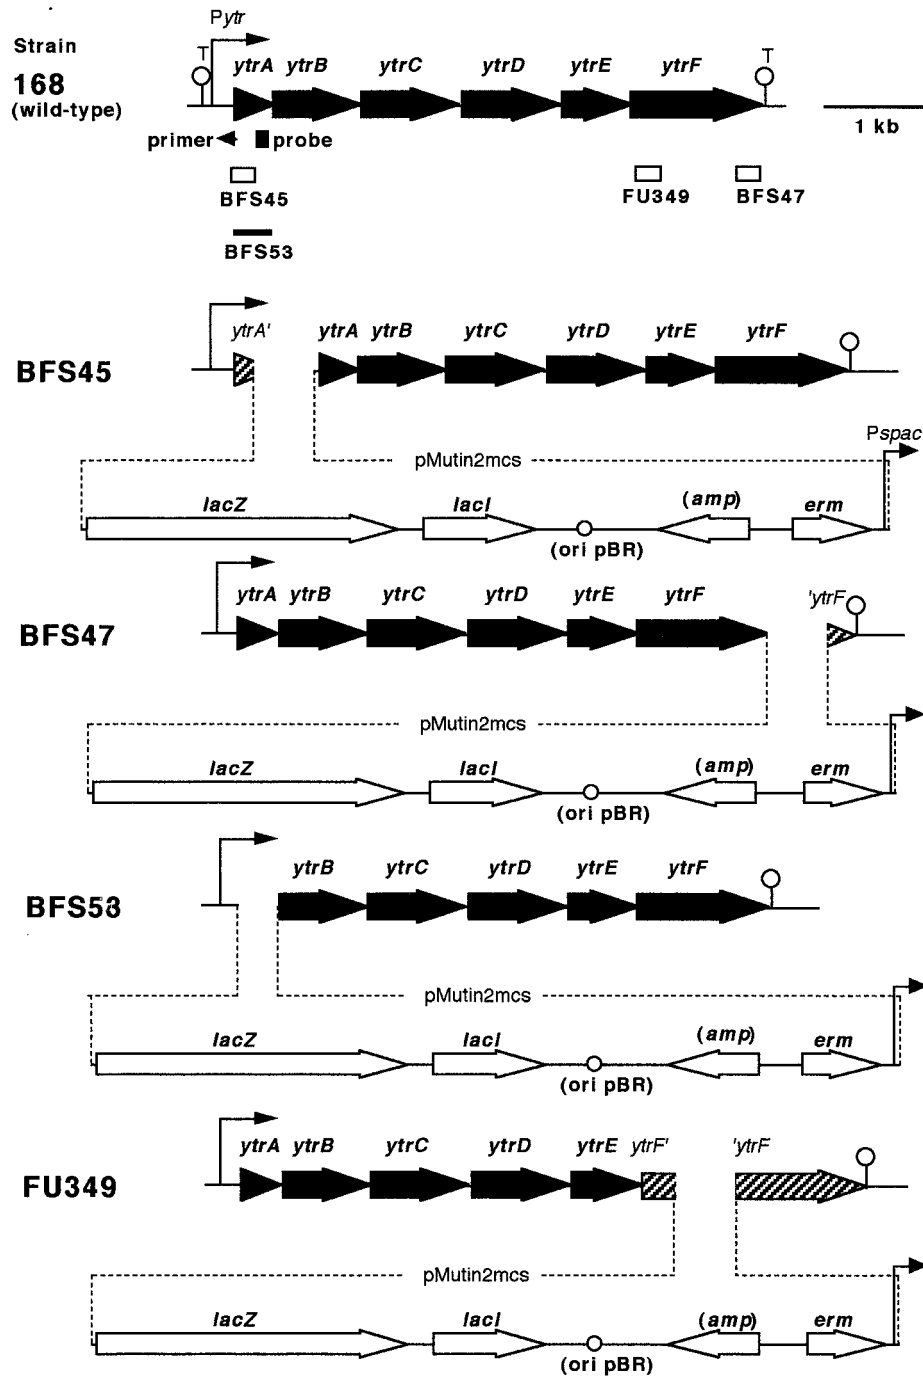 Strain
168
(wild-type)
Pytr
T
ytrA ytrB ytrC ytrD ytrE ytrF
T
1 kb
primer
probe
BFS45
FU349
BFS47
BFS53
BFS45
ytrA'
ytrA ytrB ytrC ytrD ytrE ytrF
Pspac
pMutin2mcs
lacZ lacI (amp) erm
(ori pBR)
BFS47
ytrA ytrB ytrC ytrD ytrE ytrF 'ytrF
pMutin2mcs
lacZ lacI (amp) erm
(ori pBR)
BFS53
ytrB ytrC ytrD ytrE ytrF
pMutin2mcs
lacZ lacI (amp) erm
(ori pBR)
FU349
ytrA ytrB ytrC ytrD ytrE ytrF' 'ytrF
pMutin2mcs
lacZ lacI (amp) erm
(ori pBR)